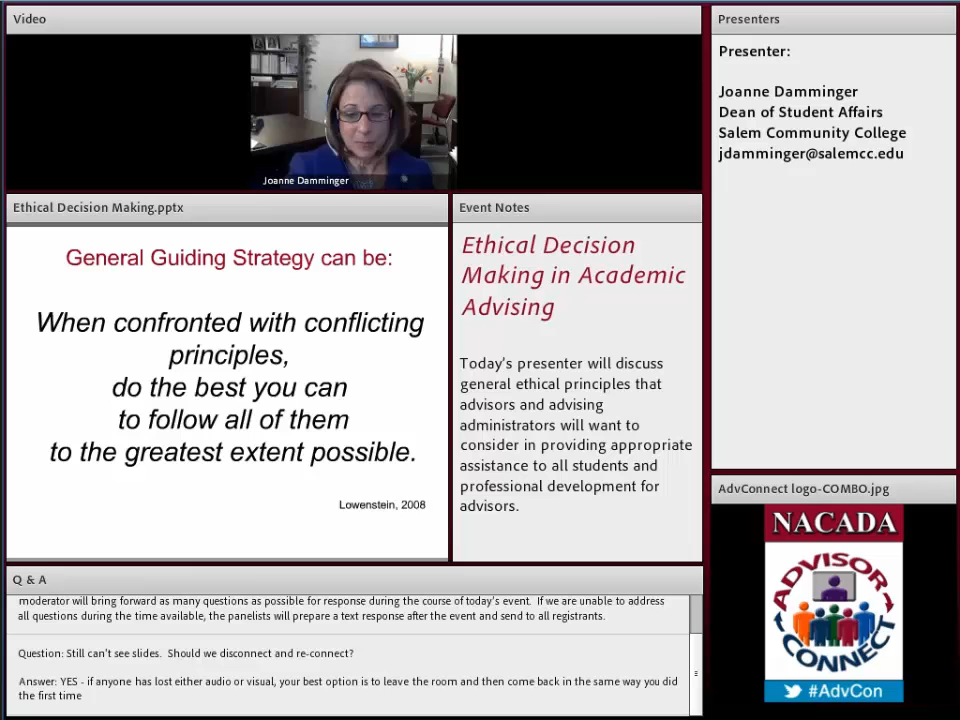 Video
Joanne Damminger
Ethical Decision Making.pptx
General Guiding Strategy can be:
When confronted with conflicting
principles,
do the best you can
to follow all of them
to the greatest extent possible.
Lowenstein, 2008
Event Notes
Ethical Decision
Making in Academic
Advising
Today's presenter will discuss
general ethical principles that
advisors and advising
administrators will want to
consider in providing appropriate
assistance to all students and
professional development for
advisors.
Q & A
moderator will bring forward as many questions as possible for response during the course of today's event. If we are unable to address
all questions during the time available, the panelists will prepare a text response after the event and send to all registrants.
Question: Still can't see slides. Should we disconnect and re-connect?
Answer: YES - if anyone has lost either audio or visual, your best option is to leave the room and then come back in the same way you did
the first time
Presenters
Presenter:
Joanne Damminger
Dean of Student Affairs
Salem Community College
jdamminger@salemcc.edu
AdvConnect logo-COMBO.jpg
NACADA
ADVISOR
CONNECT
#AdvCon